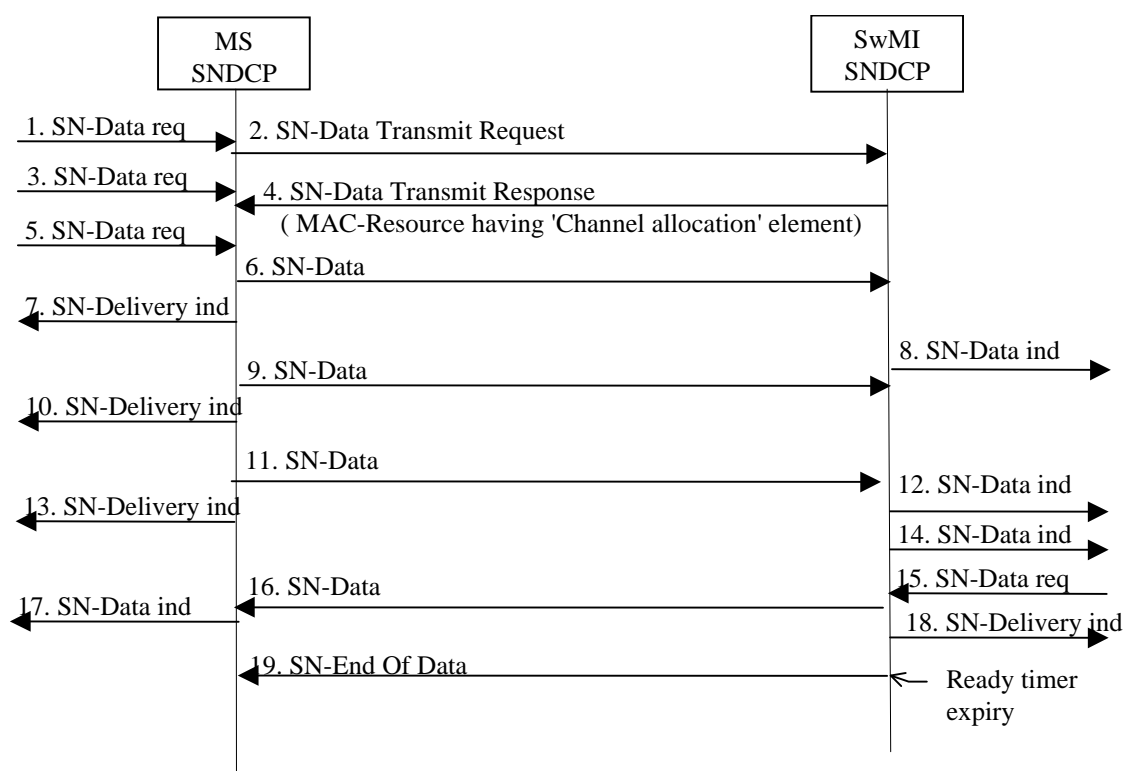 MS
SNDCP
SwMI
SNDCP
1. SN-Data req
2. SN-Data Transmit Request
3. SN-Data req
4. SN-Data Transmit Response
( MAC-Resource having 'Channel allocation' element)
5. SN-Data req
6. SN-Data
7. SN-Delivery ind
8. SN-Data ind
9. SN-Data
10. SN-Delivery ind
11. SN-Data
12. SN-Data ind
13. SN-Delivery ind
14. SN-Data ind
15. SN-Data req
16. SN-Data
17. SN-Data ind
18. SN-Delivery ind
19. SN-End Of Data
Ready timer
expiry